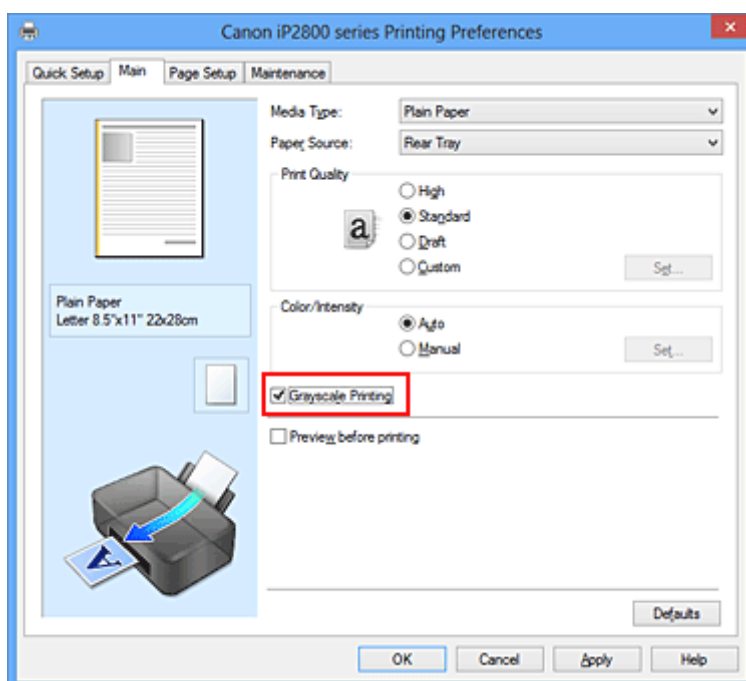 Canon iP2800 series Printing Preferences
Quick Setup Main Page Setup Maintenance
Media Type: Plain Paper
Paper Source: Rear Tray
Print Quality
High
a Standard
Draft
Custom Set...
Plain Paper
Letter 8.5"x11" 22x28cm
Color/Intensity
Auto
Manual Set...
Grayscale Printing
Preview before printing
A
Defaults
OK Cancel Apply Help